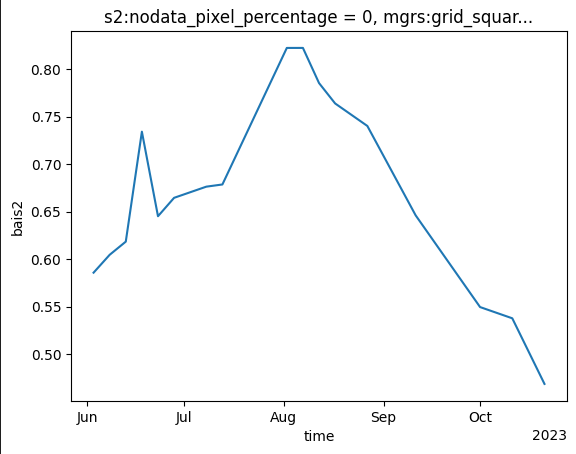 s2:nodata_pixel_percentage = 0, mgrs:grid_squar...
0.80
0.75
0.70
0.65
0.60
0.55
0.50
bais2
Jun Jul Aug Sep Oct
time
2023